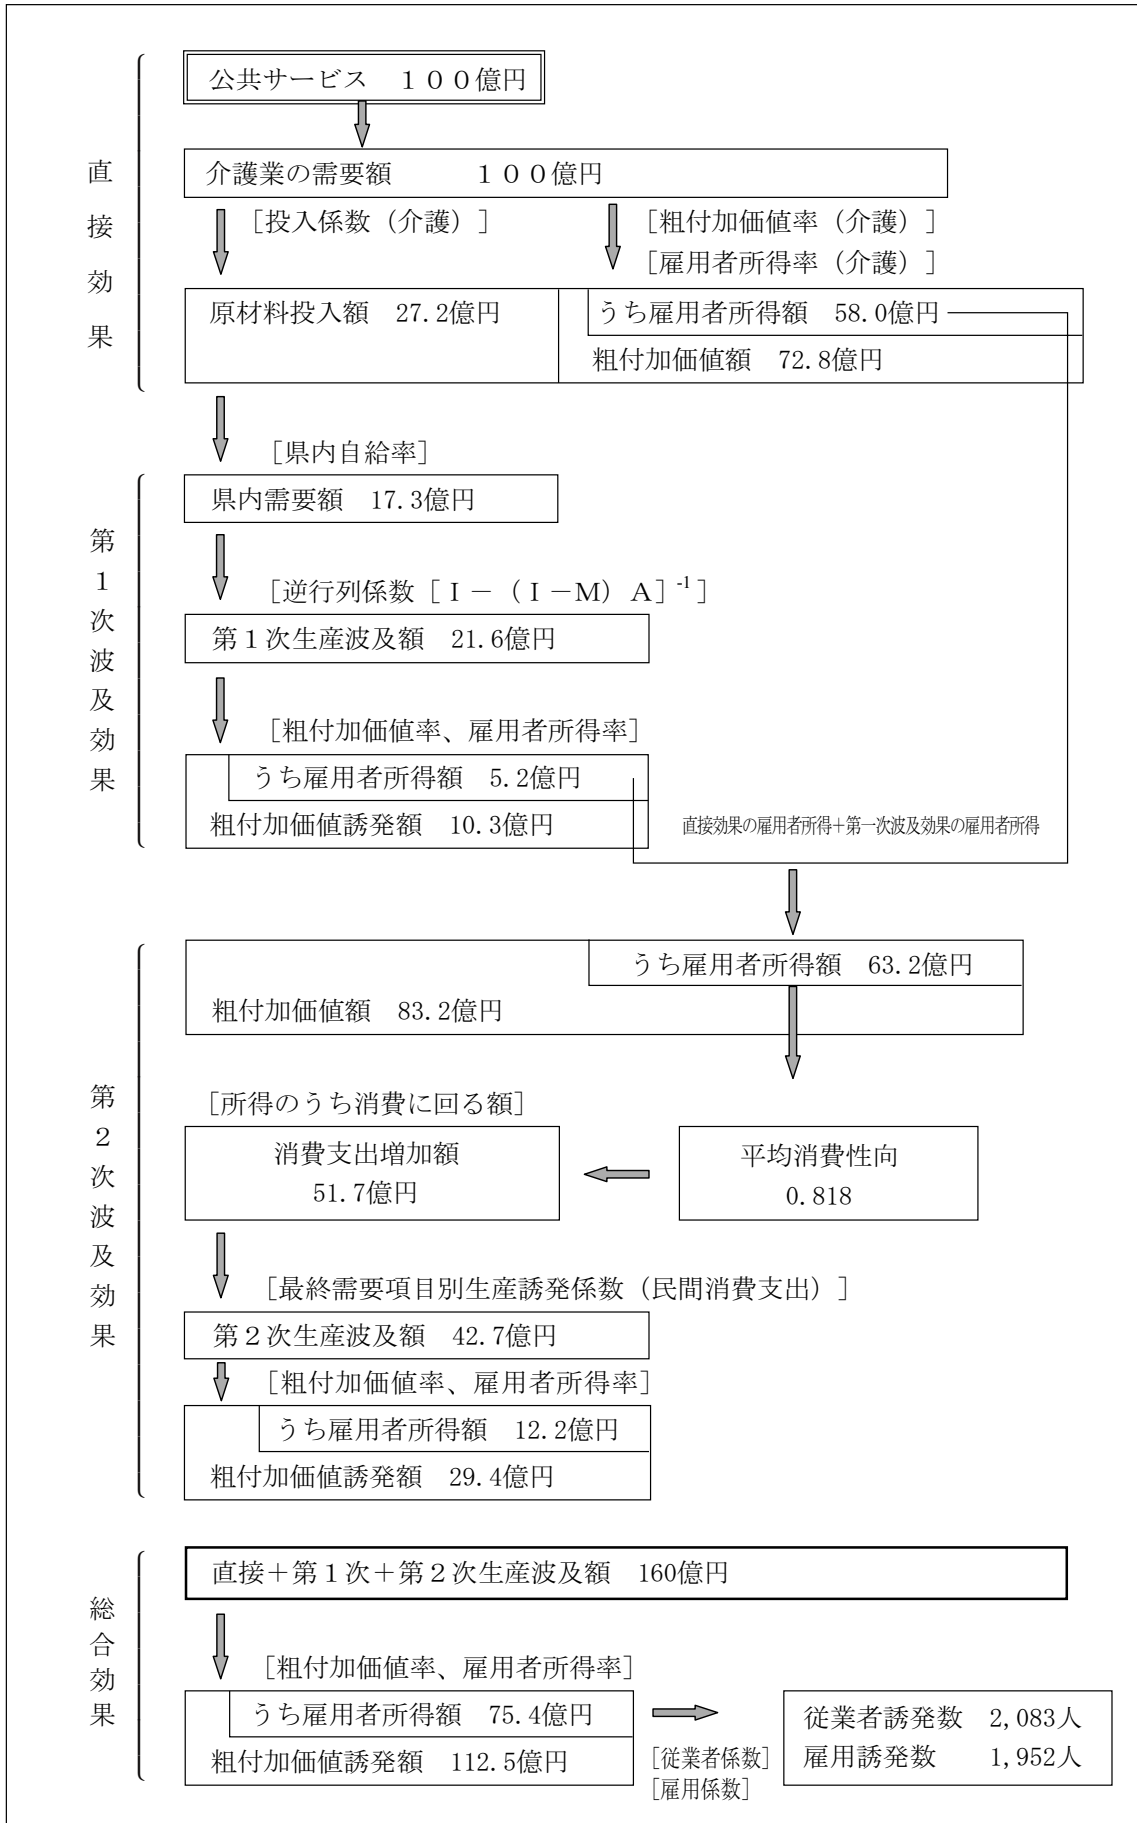 公共サービス　１００億円
直接効果
介護業の需要額　１００億円
［投入係数（介護）］
［粗付加価値率（介護）］
［雇用者所得率（介護）］
原材料投入額　27.2億円
うち雇用者所得額　58.0億円
粗付加価値額　72.8億円
［県内自給率］
第１次波及効果
県内需要額　17.3億円
［逆行列係数［Ｉ－（Ｉ－Ｍ）Ａ］-1］
第１次生産波及額　21.6億円
［粗付加価値率、雇用者所得率］
うち雇用者所得額　5.2億円
粗付加価値誘発額　10.3億円
直接効果の雇用者所得＋第一次波及効果の雇用者所得
第２次波及効果
うち雇用者所得額　63.2億円
粗付加価値額　83.2億円
［所得のうち消費に回る額］
消費支出増加額
51.7億円
平均消費性向
0.818
［最終需要項目別生産誘発係数（民間消費支出）］
第２次生産波及額　42.7億円
［粗付加価値率、雇用者所得率］
うち雇用者所得額　12.2億円
粗付加価値誘発額　29.4億円
総合効果
直接＋第１次＋第２次生産波及額　160億円
［粗付加価値率、雇用者所得率］
うち雇用者所得額　75.4億円
粗付加価値誘発額　112.5億円
［従業者係数］
［雇用係数］
従業者誘発数　2,083人
雇用誘発数　1,952人